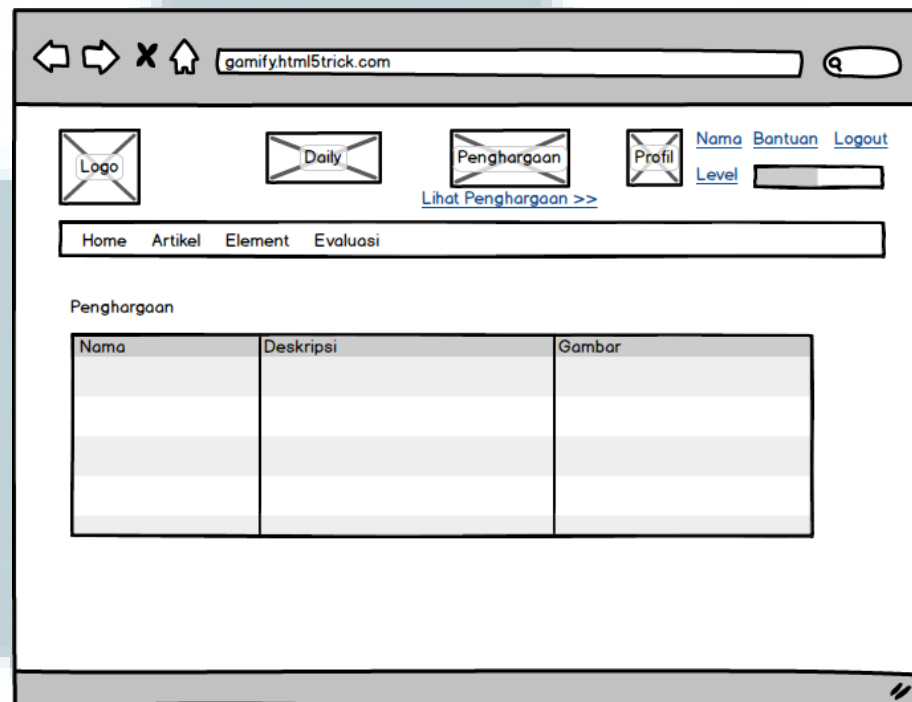 gamify.html5trick.com
Logo
Daily
Penghargaan
Profil
Nama Bantuan Logout
Level
Lihat Penghargaan >>
Home Artikel Element Evaluasi
Penghargaan
Nama Deskripsi Gambar